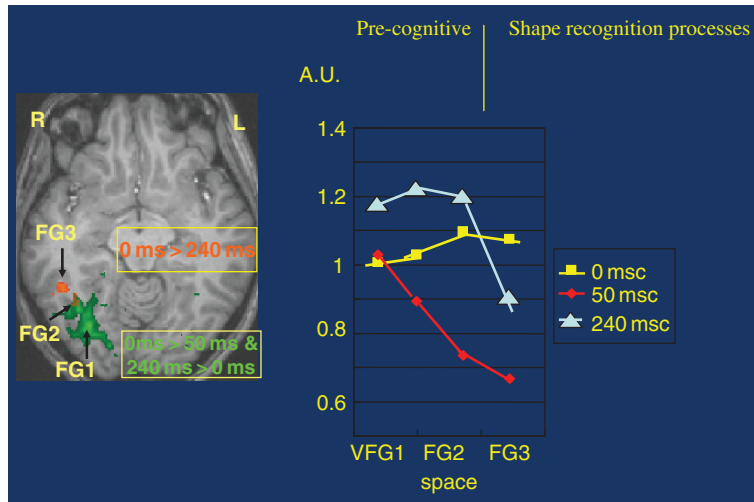 Pre-cognitive
Shape recognition processes
A.U.
R
L
FG3
0 ms > 240 ms
FG2
FG1
0ms > 50 ms &
240 ms > 0 ms
1.4
1.2
1
0.8
0.6
VFG1
FG2
FG3
space
0 msc
50 msc
240 msc